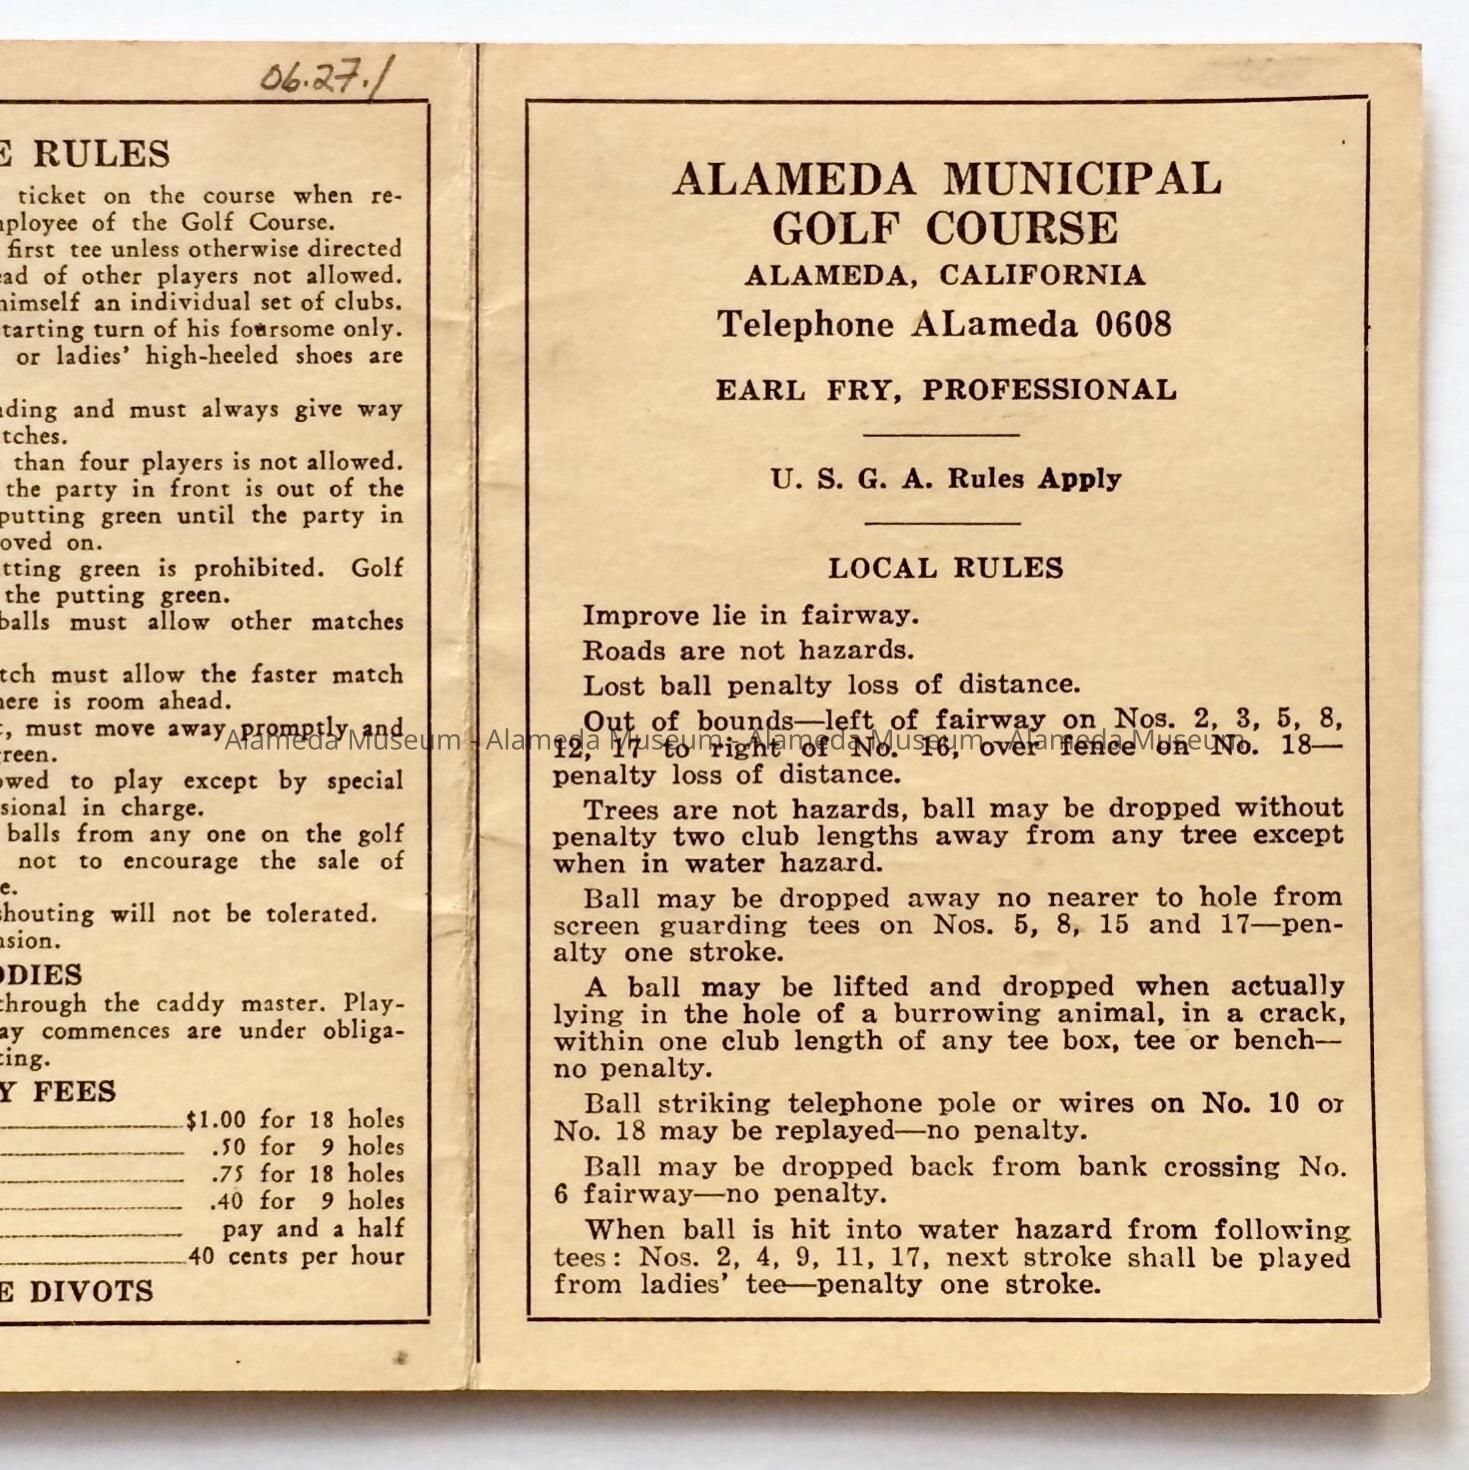 06.27.1
E RULES
ticket on the course when re-
mployee of the Golf Course.
first tee unless otherwise directed
ead of other players not allowed.
himself an individual set of clubs.
tarting turn of his foursome only.
or ladies' high-heeled shoes are
nding and must always give way
tches.
than four players is not allowed.
the party in front is out of the
putting green until the party in
oved on.
tting green is prohibited. Golf
the putting green.
balls must allow other matches
tch must allow the faster match
here is room ahead.
t, must move away promptly and
green.
owed to play except by special
sional in charge.
balls from any one on the golf
not to encourage the sale of
e.
shouting will not be tolerated.
nsion.
DDIES
through the caddy master. Play-
ay commences are under obliga-
ting.
Y FEES
$1.00 for 18 holes
.50 for 9 holes
.75 for 18 holes
.40 for 9 holes
pay and a half
40 cents per hour
E DIVOTS
ALAMEDA MUNICIPAL
GOLF COURSE
ALAMEDA, CALIFORNIA
Telephone ALameda 0608
EARL FRY, PROFESSIONAL
U. S. G. A. Rules Apply
LOCAL RULES
Improve lie in fairway.
Roads are not hazards.
Lost ball penalty loss of distance.
Out of bounds—left of fairway on Nos. 2, 3, 5, 8,
12, 17 to right of No. 16, over fence on No. 18—
penalty loss of distance.
Trees are not hazards, ball may be dropped without
penalty two club lengths away from any tree except
when in water hazard.
Ball may be dropped away no nearer to hole from
screen guarding tees on Nos. 5, 8, 15 and 17—pen-
alty one stroke.
A ball may be lifted and dropped when actually
lying in the hole of a burrowing animal, in a crack,
within one club length of any tee box, tee or bench—
no penalty.
Ball striking telephone pole or wires on No. 10 or
No. 18 may be replayed—no penalty.
Ball may be dropped back from bank crossing No.
6 fairway—no penalty.
When ball is hit into water hazard from following
tees: Nos. 2, 4, 9, 11, 17, next stroke shall be played
from ladies' tee—penalty one stroke.
Alameda Museum - Alameda Museum - Alameda Museum - Alameda Museum